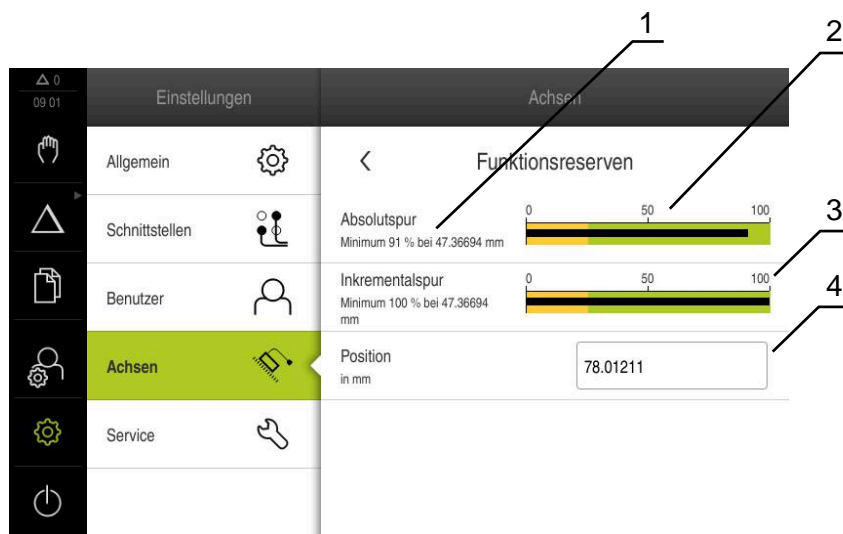 1
2
△ 0
09 01
Einstellungen
Achsen
Allgemein
Funktionsreserven
Schnittstellen
Absolutspur
0 50 100
Minimum 91 % bei 47.36694 mm
3
Benutzer
Inkrementalspur
0 50 100
Minimum 100 % bei 47.36694
mm
4
Achsen
Position
in mm
78.01211
Service